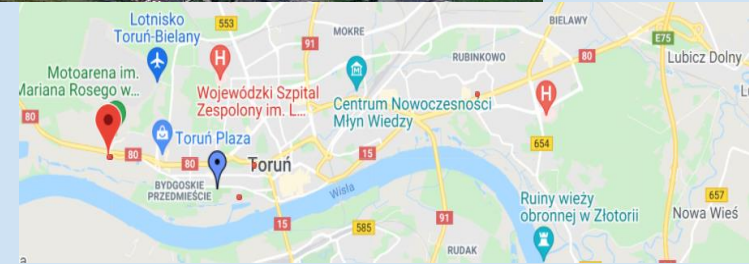 Lotnisko
Toruń-Bielany
553
BIELAWY
MOKRE
91
E75
Motoarena im.
Mariana Rosego w...
RUBINKOWO
80
Lubicz Dolny
Wojewódzki Szpital
Zespolony im. L...
Centrum Nowoczesności
Młyn Wiedzy
80
Toruń Plaza
80
80
15
654
Toruń
BYDGOSKIE
PRZEDMIEŚCIE
Wisła
Ruiny wieży
obronnej w Złotorii
657
Nowa Wieś
15
585
91
RUDAK